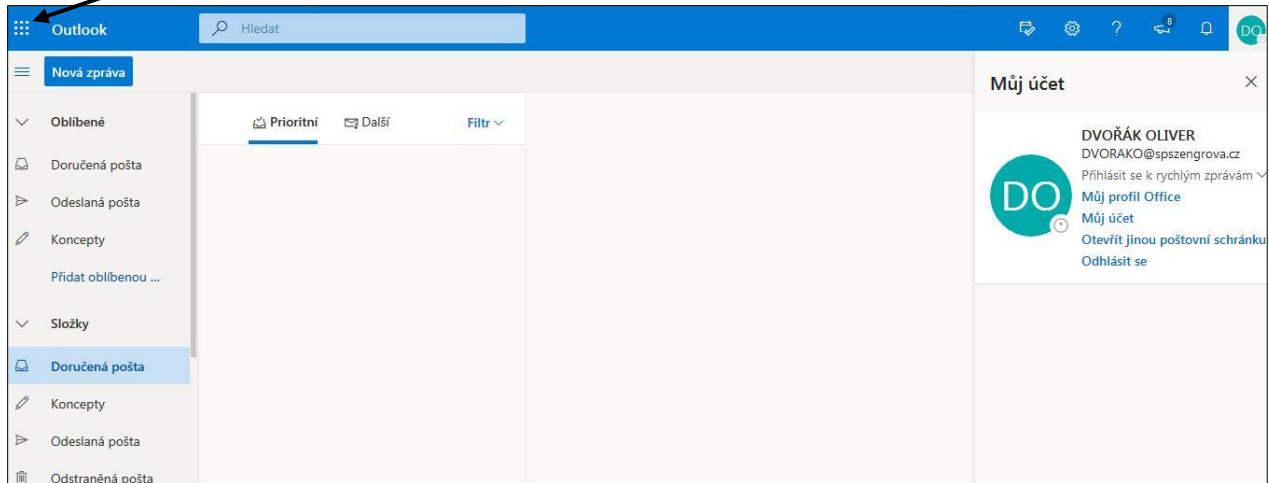 Outlook
Hledat
8
DO
Nová zpráva
Oblíbené
Doručená pošta
Odeslaná pošta
Koncepty
Přidat oblíbenou ...
Složky
Doručená pošta
Koncepty
Odeslaná pošta
Odstraněná pošta
Prioritní
Další
Filtr
Můj účet
DO
DVOŘÁK OLIVER
DVORAKO@spszengrova.cz
Přihlásit se k rychlým zprávám
Můj profil Office
Můj účet
Otevřít jinou poštovní schránku
Odhlásit se